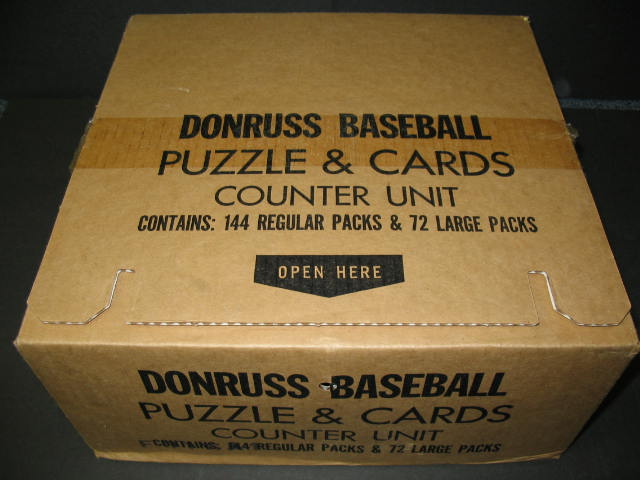 DONRUSS BASEBALL
PUZZLE & CARDS
COUNTER UNIT
CONTAINS: 144 REGULAR PACKS & 72 LARGE PACKS
OPEN HERE
DONRUSS BASEBALL
PUZZLE & CARDS
COUNTER UNIT
CONTAINS: 144 REGULAR PACKS & 72 LARGE PACKS